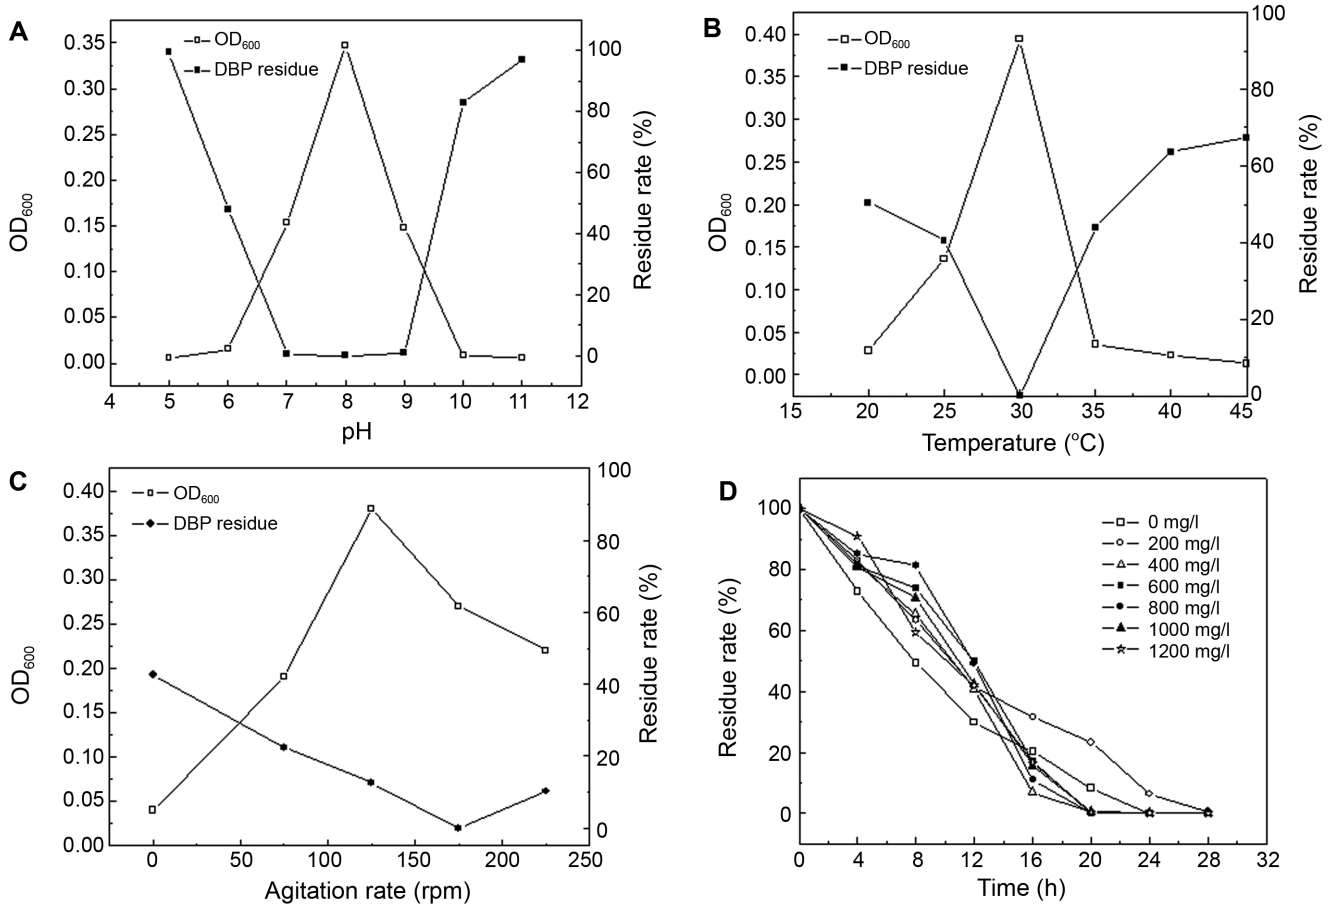 A
OD600
DBP residue
0.35
0.30
0.25
0.20
0.15
0.10
0.05
0.00
OD600
100
80
60
40
20
0
Residue rate (%)
4 5 6 7 8 9 10 11 12
pH
B
OD600
DBP residue
0.40
0.35
0.30
0.25
0.20
0.15
0.10
0.05
0.00
OD600
100
80
60
40
20
0
Residue rate (%)
15 20 25 30 35 40 45
Temperature (°C)
C
OD600
DBP residue
0.40
0.35
0.30
0.25
0.20
0.15
0.10
0.05
0.00
OD600
100
80
60
40
20
0
Residue rate (%)
0 50 100 150 200 250
Agitation rate (rpm)
D
0 mg/l
200 mg/l
400 mg/l
600 mg/l
800 mg/l
1000 mg/l
1200 mg/l
100
80
60
40
20
0
Residue rate (%)
0 4 8 12 16 20 24 28 32
Time (h)